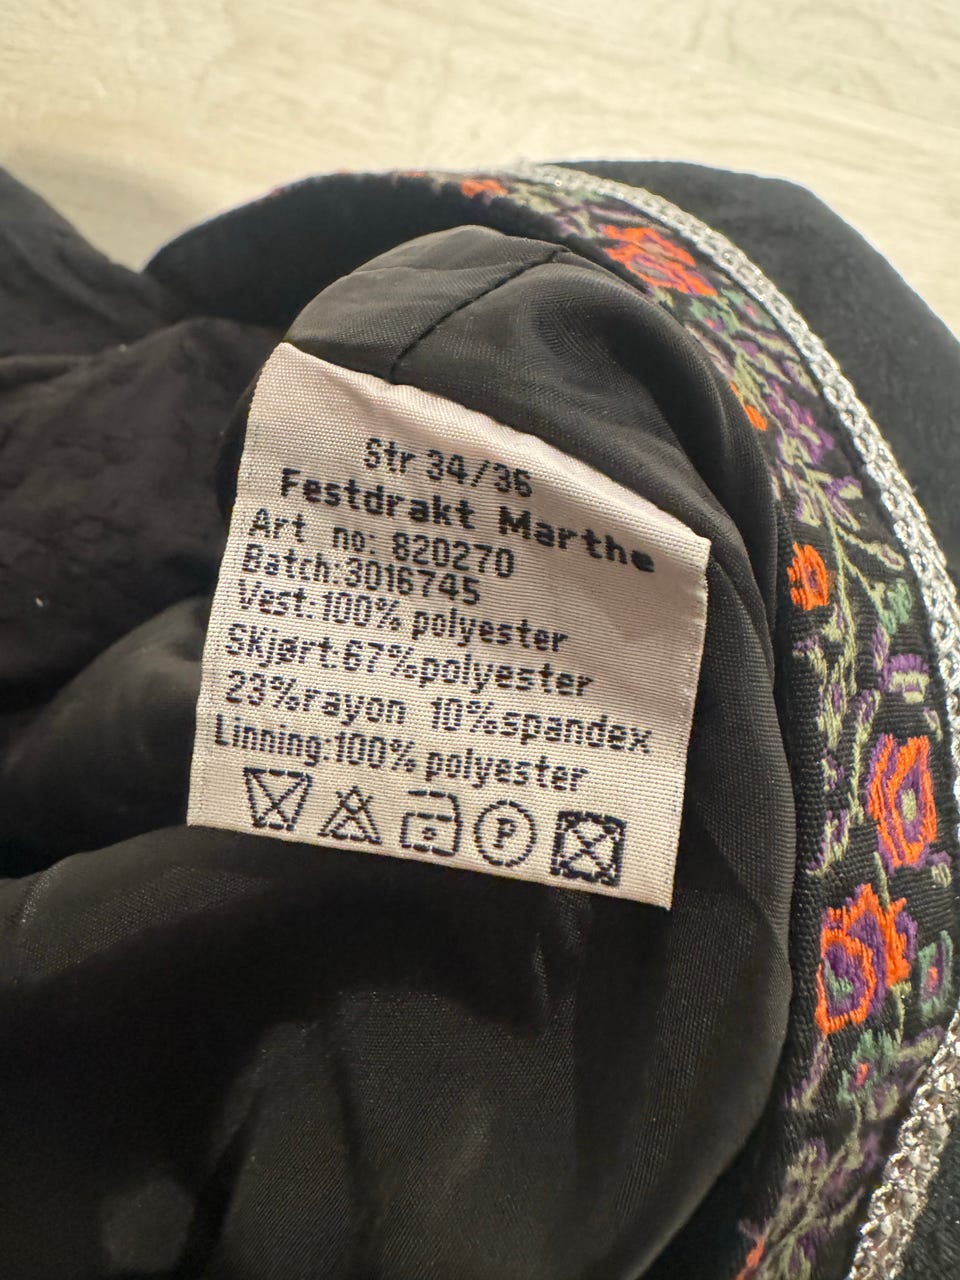 Str 34/36
Festdrakt Marthe
Art no: 820270
Batch:3016745
Vest:100% polyester
Skjørt:67%polyester
23%rayon 10%spandex
Linning:100% polyester
P